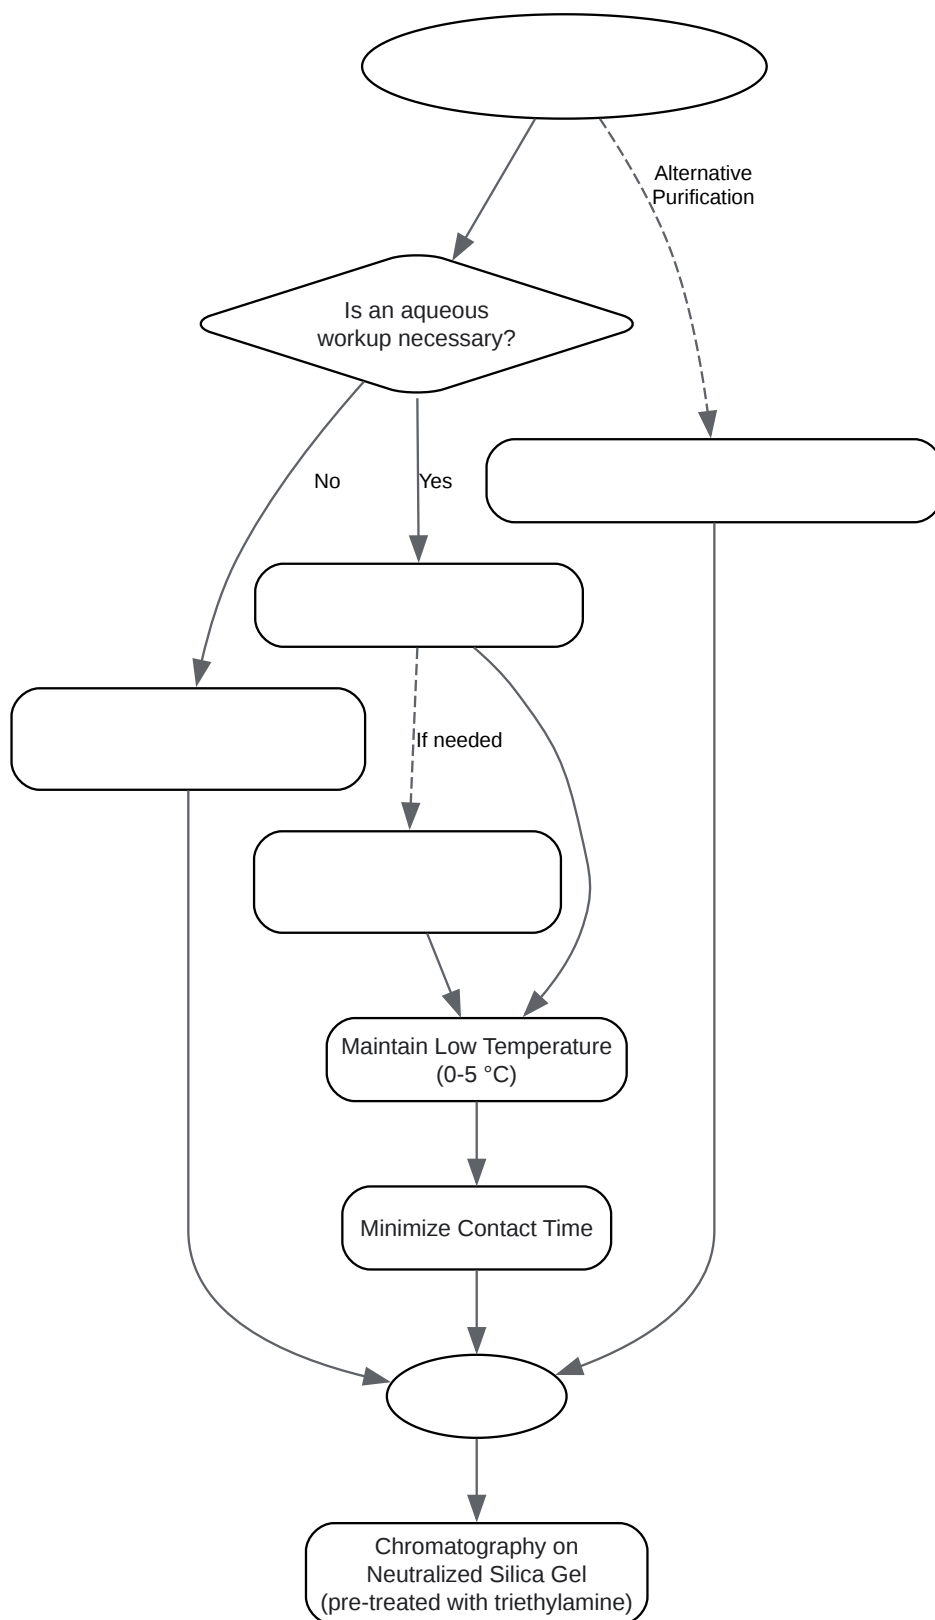 Alternative
Purification
Is an aqueous
workup necessary?
No
Yes
If needed
Maintain Low Temperature
(0-5 °C)
Minimize Contact Time
Chromatography on
Neutralized Silica Gel
(pre-treated with triethylamine)